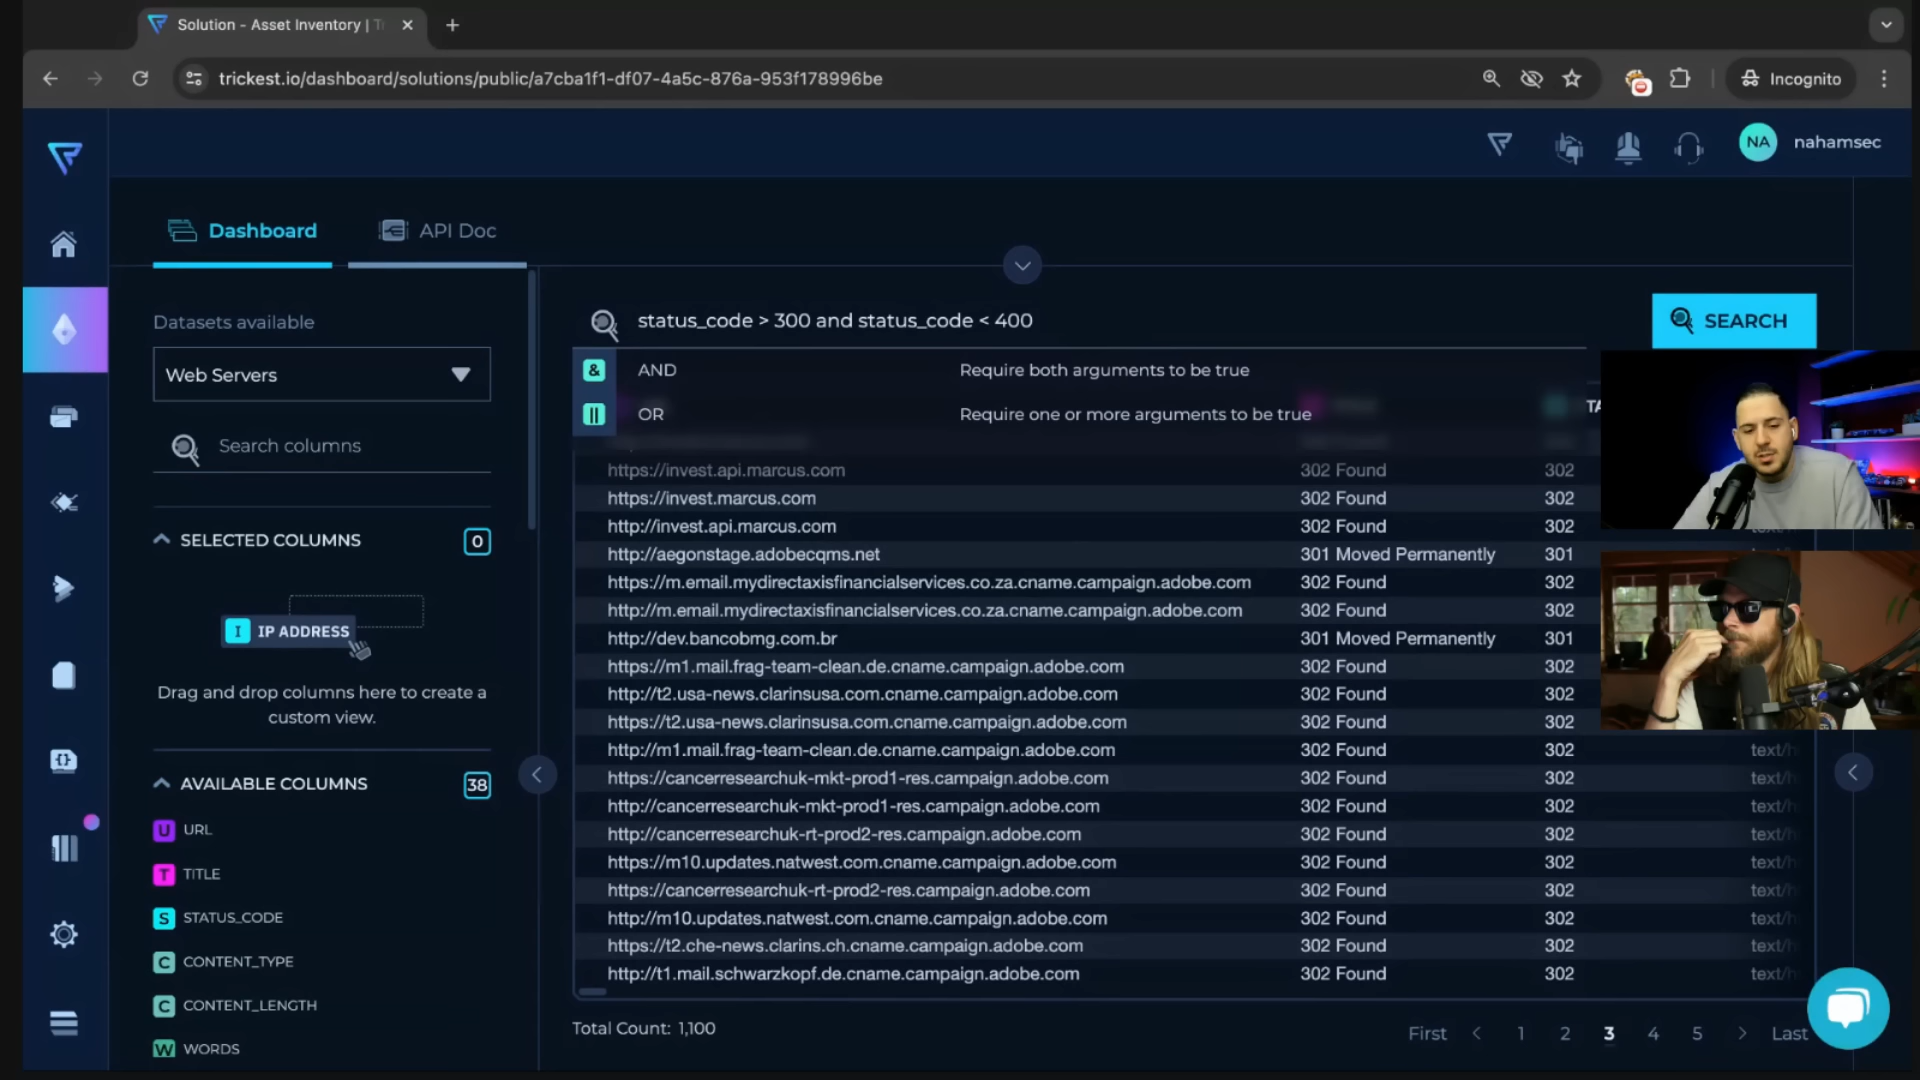 Solution - Asset Inventory | T
trickest.io/dashboard/solutions/public/a7cba1f1-df07-4a5c-876a-953f178996be
Incognito
NA
nahamsec
Dashboard
API Doc
Datasets available
Web Servers
Search columns
SELECTED COLUMNS
0
I IP ADDRESS
Drag and drop columns here to create a
custom view.
AVAILABLE COLUMNS
38
U URL
T TITLE
S STATUS_CODE
C CONTENT_TYPE
C CONTENT_LENGTH
W WORDS
status_code > 300 and status_code < 400
SEARCH
& AND Require both arguments to be true
|| OR Require one or more arguments to be true
TA
https://invest.api.marcus.com 302 Found 302
https://invest.marcus.com 302 Found 302
http://invest.api.marcus.com 302 Found 302
http://aegonstage.adobecqms.net 301 Moved Permanently 301
https://m.email.mydirectaxisfinancialservices.co.za.cname.campaign.adobe.com 302 Found 302
http://m.email.mydirectaxisfinancialservices.co.za.cname.campaign.adobe.com 302 Found 302
http://dev.bancobmg.com.br 301 Moved Permanently 301
https://m1.mail.frag-team-clean.de.cname.campaign.adobe.com 302 Found 302
http://t2.usa-news.clarinsusa.com.cname.campaign.adobe.com 302 Found 302
https://t2.usa-news.clarinsusa.com.cname.campaign.adobe.com 302 Found 302
http://m1.mail.frag-team-clean.de.cname.campaign.adobe.com 302 Found 302 text/h
https://cancerresearchuk-mkt-prod1-res.campaign.adobe.com 302 Found 302 text/h
http://cancerresearchuk-mkt-prod1-res.campaign.adobe.com 302 Found 302 text/h
http://cancerresearchuk-rt-prod2-res.campaign.adobe.com 302 Found 302 text/h
https://m10.updates.natwest.com.cname.campaign.adobe.com 302 Found 302 text/h
https://cancerresearchuk-rt-prod2-res.campaign.adobe.com 302 Found 302 text/h
http://m10.updates.natwest.com.cname.campaign.adobe.com 302 Found 302 text/h
https://t2.che-news.clarins.ch.cname.campaign.adobe.com 302 Found 302 text/h
http://t1.mail.schwarzkopf.de.cname.campaign.adobe.com 302 Found 302 text/h
Total Count: 1,100
First < 1 2 3 4 5 > Last